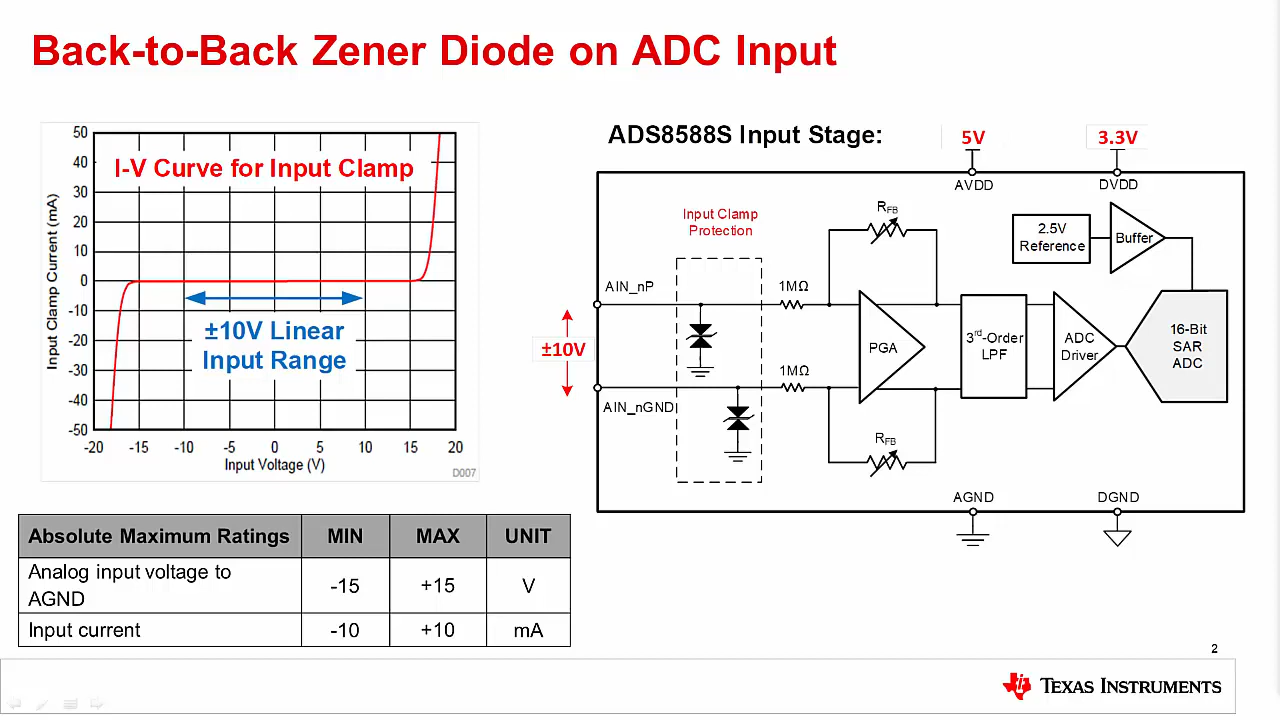 Back-to-Back Zener Diode on ADC Input
I-V Curve for Input Clamp
Input Clamp Current (mA)
50
40
30
20
10
0
-10
-20
-30
-40
-50
±10V Linear
Input Range
-20 -15 -10 -5 0 5 10 15 20
Input Voltage (V)
D007
ADS8588S Input Stage:
5V
3.3V
AVDD
DVDD
Input Clamp
Protection
RFB
2.5V
Reference
Buffer
AIN_nP
1MΩ
±10V
PGA
3rd-Order
LPF
ADC
Driver
16-Bit
SAR
ADC
1MΩ
AIN_nGND
RFB
AGND
DGND
Absolute Maximum Ratings MIN MAX UNIT
Analog input voltage to
AGND -15 +15 V
Input current -10 +10 mA
2
TEXAS INSTRUMENTS